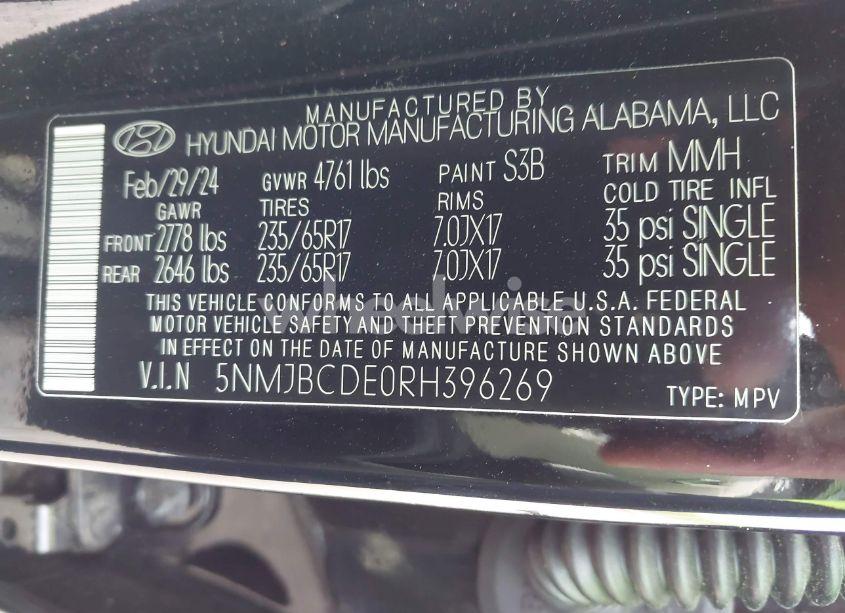 MANUFACTURED BY
HYUNDAI MOTOR MANUFACTURING ALABAMA, LLC
Feb/29/24 GVWR 4761 lbs PAINT S3B TRIM MMH
GAWR TIRES RIMS COLD TIRE INFL
FRONT 2778 lbs 235/65R17 7.0JX17 35 psi SINGLE
REAR 2646 lbs 235/65R17 7.0JX17 35 psi SINGLE
THIS VEHICLE CONFORMS TO ALL APPLICABLE U.S.A. FEDERAL
MOTOR VEHICLE SAFETY AND THEFT PREVENTION STANDARDS
IN EFFECT ON THE DATE OF MANUFACTURE SHOWN ABOVE
V.I.N 5NMJBCDE0RH396269 TYPE: MPV